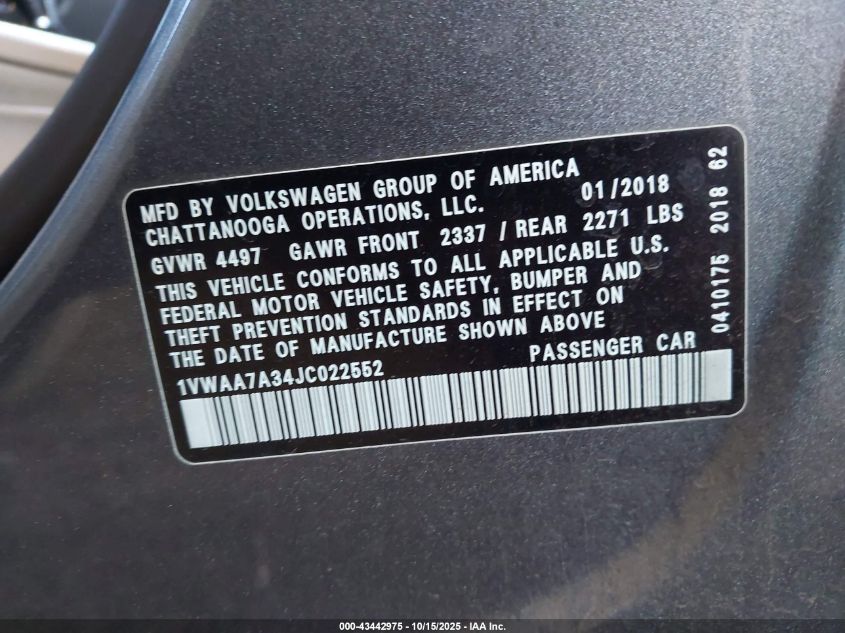 MFD BY VOLKSWAGEN GROUP OF AMERICA
CHATTANOOGA OPERATIONS, LLC. 01/2018
GVWR 4497 GAWR FRONT 2337 / REAR 2271 LBS
THIS VEHICLE CONFORMS TO ALL APPLICABLE U.S.
FEDERAL MOTOR VEHICLE SAFETY, BUMPER AND
THEFT PREVENTION STANDARDS IN EFFECT ON
THE DATE OF MANUFACTURE SHOWN ABOVE
1VWAA7A34JC022552 PASSENGER CAR
0410175 2018 62
000-43442975 - 10/15/2025 - IAA Inc.